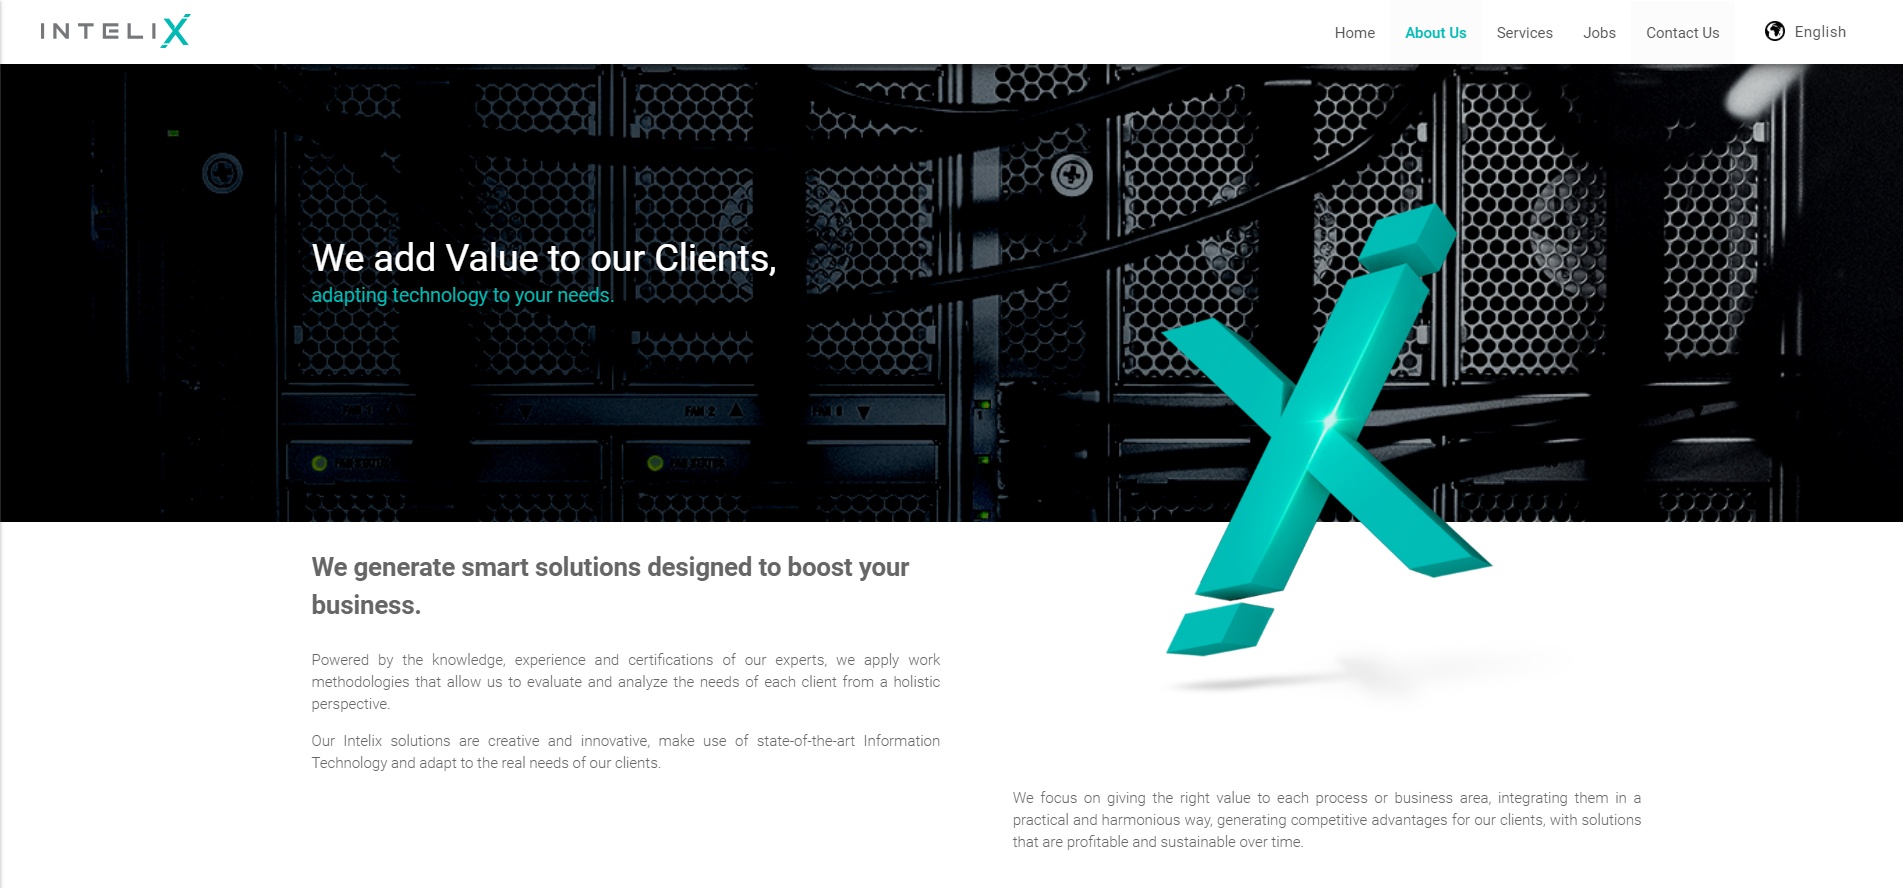 INTELIX
Home
About Us
Services
Jobs
Contact Us
English
We add Value to our Clients,
adapting technology to your needs.
FAN 2
We generate smart solutions designed to boost your
business.
Powered by the knowledge, experience and certifications of our experts, we apply work
methodologies that allow us to evaluate and analyze the needs of each client from a holistic
perspective.
Our Intelix solutions are creative and innovative, make use of state-of-the-art Information
Technology and adapt to the real needs of our clients.
We focus on giving the right value to each process or business area, integrating them in a
practical and harmonious way, generating competitive advantages for our clients, with solutions
that are profitable and sustainable over time.